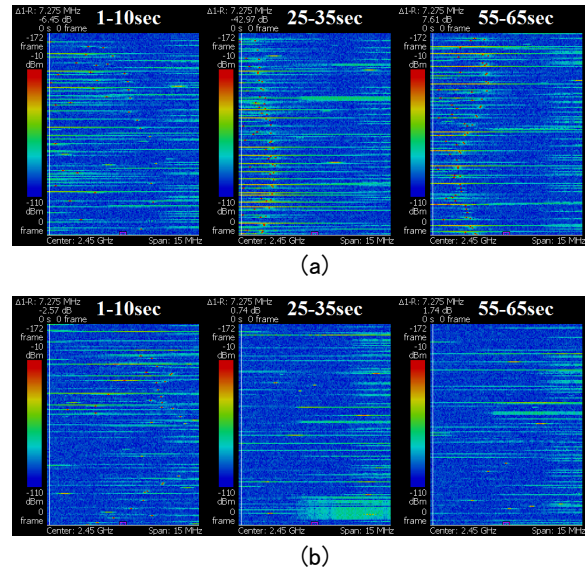 Δ1-R: 7.275 MHz
-6.45 dB
0 s 0 frame
1-10sec
-172
frame
-10
dBm
-110
dBm
0
frame
Center: 2.45 GHz Span: 15 MHz
Δ1-R: 7.275 MHz
-42.97 dB
0 s 0 frame
25-35sec
-172
frame
-10
dBm
-110
dBm
0
frame
Center: 2.45 GHz Span: 15 MHz
Δ1-R: 7.275 MHz
7.61 dB
0 s 0 frame
55-65sec
-172
frame
-10
dBm
-110
dBm
0
frame
Center: 2.45 GHz Span: 15 MHz
(a)
Δ1-R: 7.275 MHz
-2.57 dB
0 s 0 frame
1-10sec
-172
frame
-10
dBm
-110
dBm
0
frame
Center: 2.45 GHz Span: 15 MHz
Δ1-R: 7.275 MHz
0.74 dB
0 s 0 frame
25-35sec
-172
frame
-10
dBm
-110
dBm
0
frame
Center: 2.45 GHz Span: 15 MHz
Δ1-R: 7.275 MHz
1.74 dB
0 s 0 frame
55-65sec
-172
frame
-10
dBm
-110
dBm
0
frame
Center: 2.45 GHz Span: 15 MHz
(b)